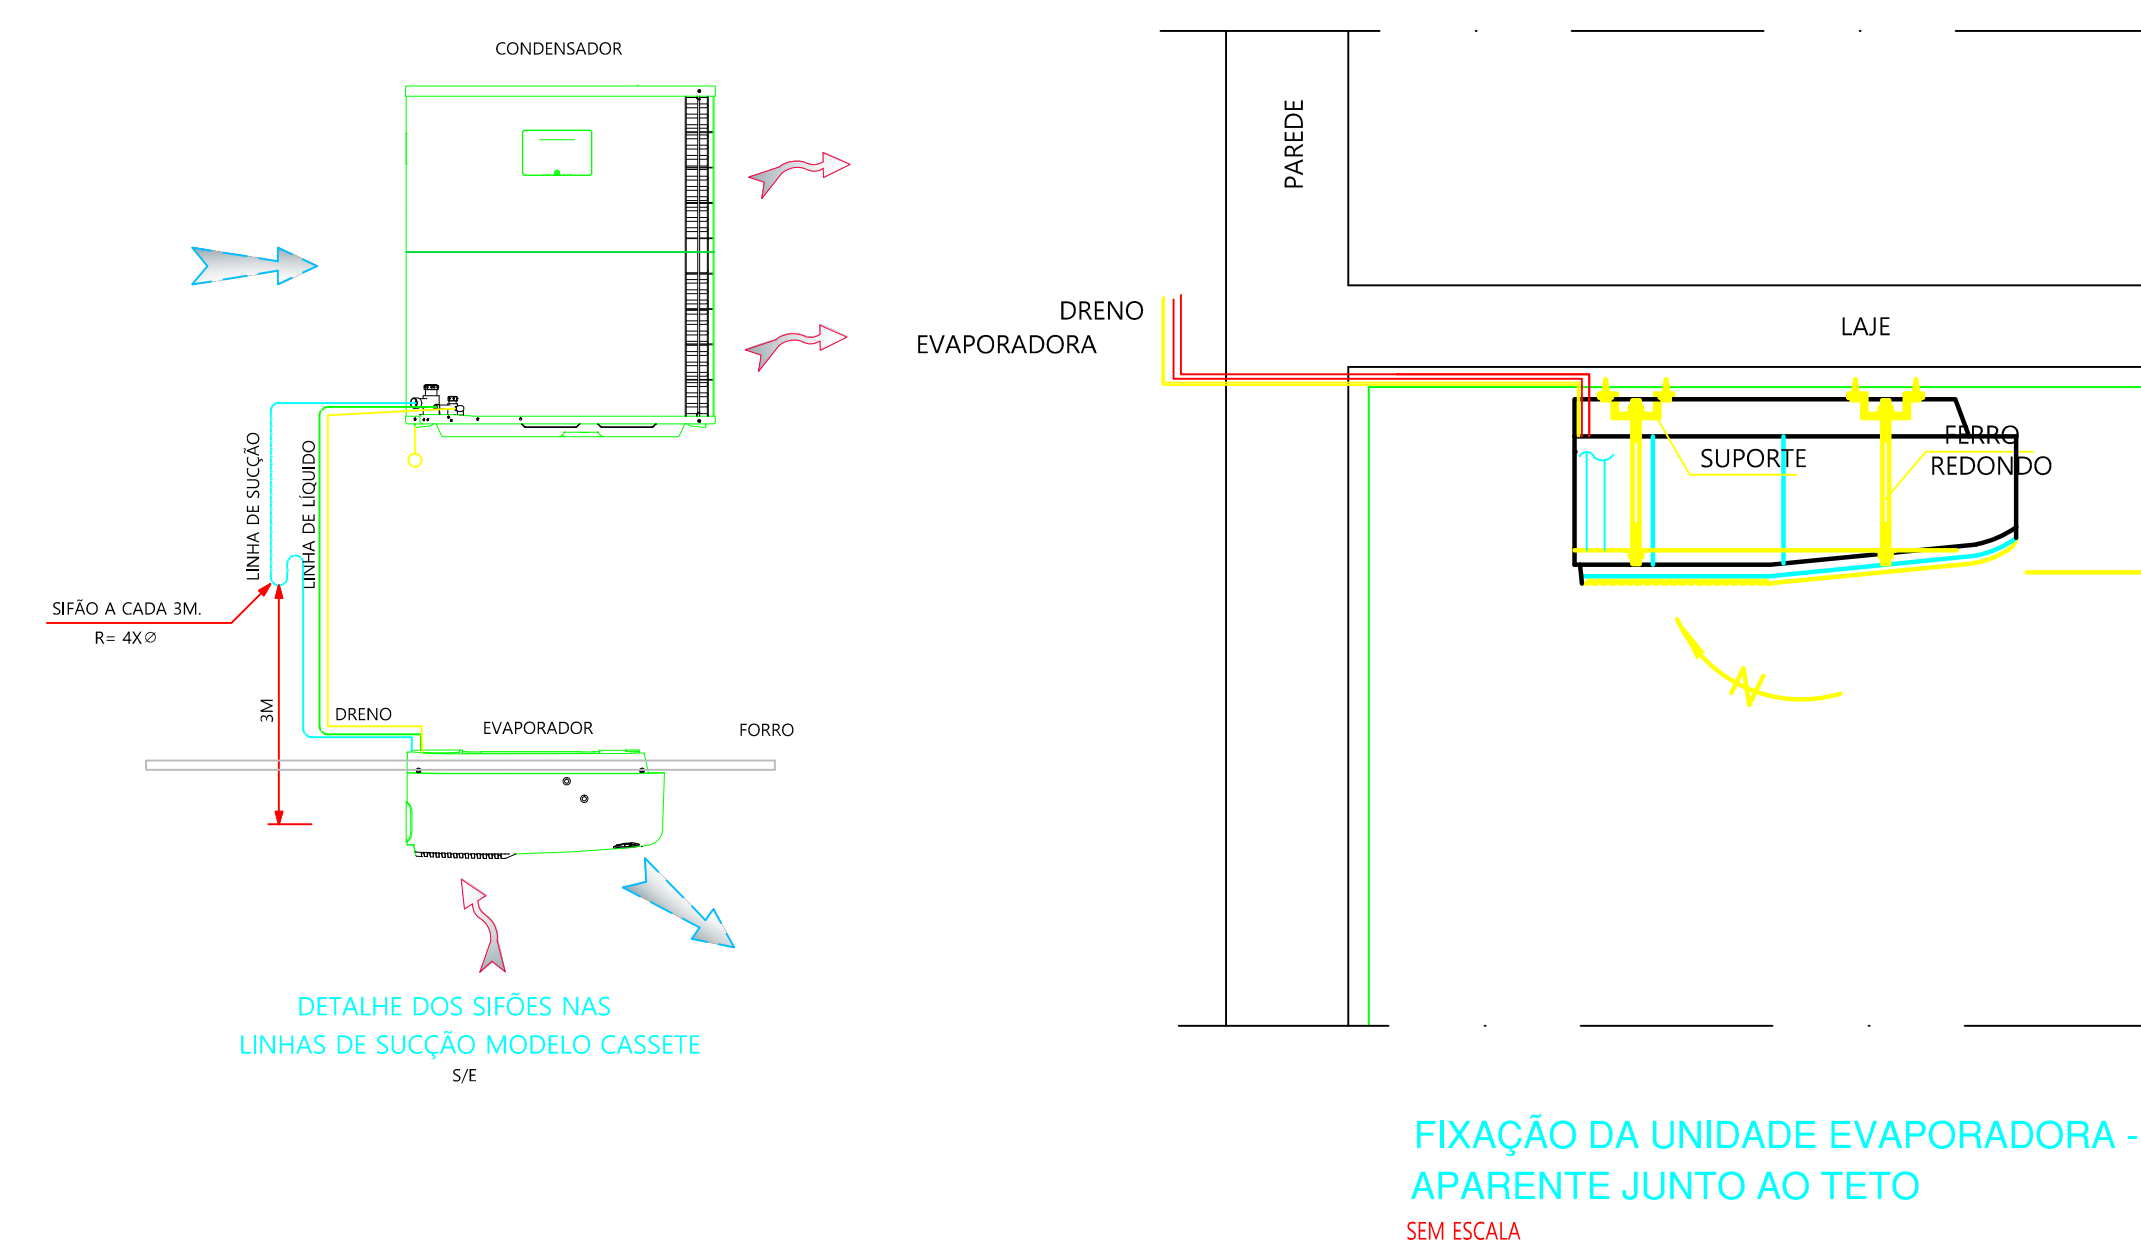 CONDENSADOR
LINHA DE SUCÇÃO
LINHA DE LÍQUIDO
SIFÃO A CADA 3M.
R= 4X∅
3M
DRENO
EVAPORADOR
FORRO
DETALHE DOS SIFÕES NAS
LINHAS DE SUCÇÃO MODELO CASSETE
S/E
PAREDE
DRENO
EVAPORADORA
LAJE
SUPORTE
FERRO
REDONDO
FIXAÇÃO DA UNIDADE EVAPORADORA -
APARENTE JUNTO AO TETO
SEM ESCALA